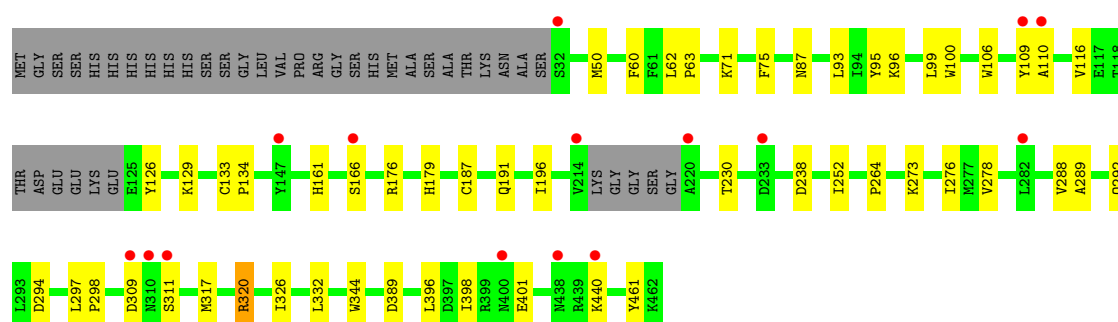 MET GLY SER SER HIS HIS HIS HIS HIS HIS SER SER GLY LEU VAL PRO ARG GLY SER HIS MET ALA SER ALA THR LYS ASN ALA SER S32 M50 F60 F61 L62 P63 K71 F75 N87 L93 I94 Y95 K96 L99 W100 W106 Y109 A110 V116 E117 T118
THR ASP GLU GLU LYS GLU E125 Y126 K129 C133 P134 Y147 H161 S166 R176 H179 C187 Q191 I196 V214 LYS GLY GLY SER GLY A220 T230 D233 D238 I252 P264 K273 I276 M277 V278 L282 V288 A289 Q292
L293 D294 L297 P298 D309 N310 S311 M317 R320 I326 L332 W344 D389 L396 D397 I398 R399 N400 E401 N438 R439 K440 Y461 K462